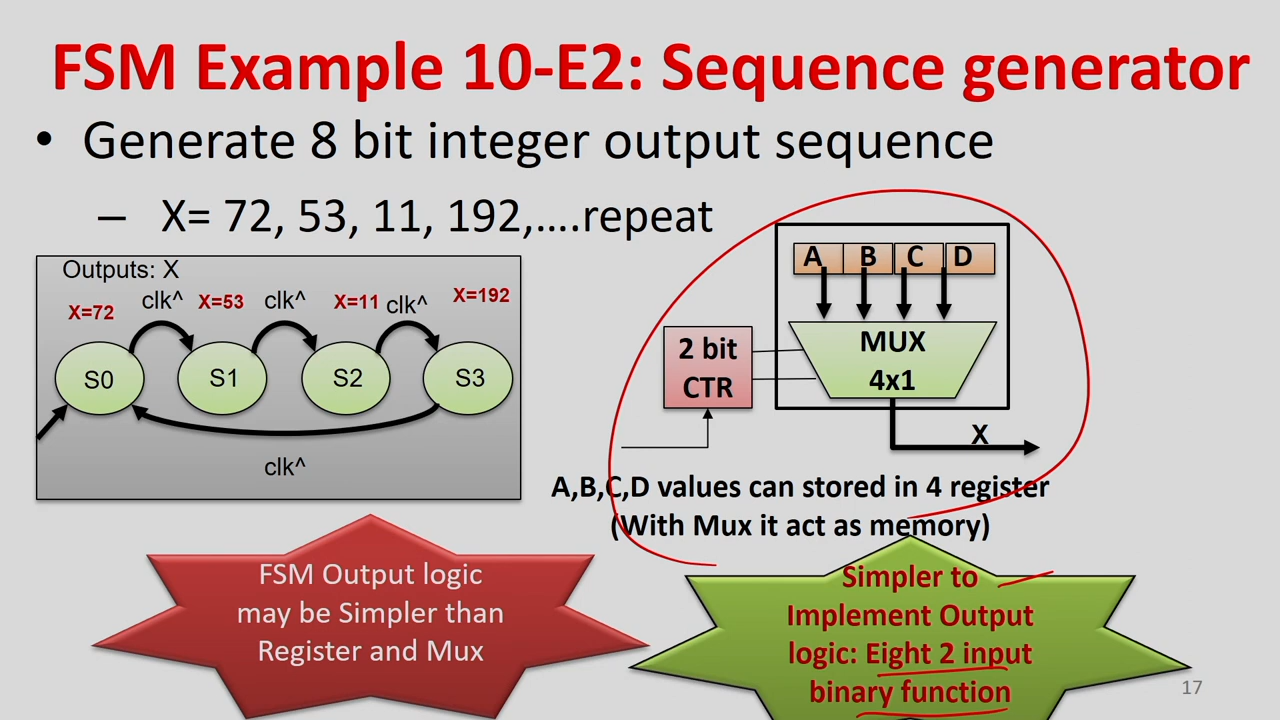 FSM Example 10-E2: Sequence generator
• Generate 8 bit integer output sequence
– X= 72, 53, 11, 192,....repeat
Outputs: X
X=72
clk^
X=53
clk^
X=11
clk^
X=192
S0
S1
S2
S3
clk^
A
B
C
D
MUX
4x1
2 bit
CTR
X
A,B,C,D values can stored in 4 register
(With Mux it act as memory)
FSM Output logic
may be Simpler than
Register and Mux
Simpler to
Implement Output
logic: Eight 2 input
binary function
17